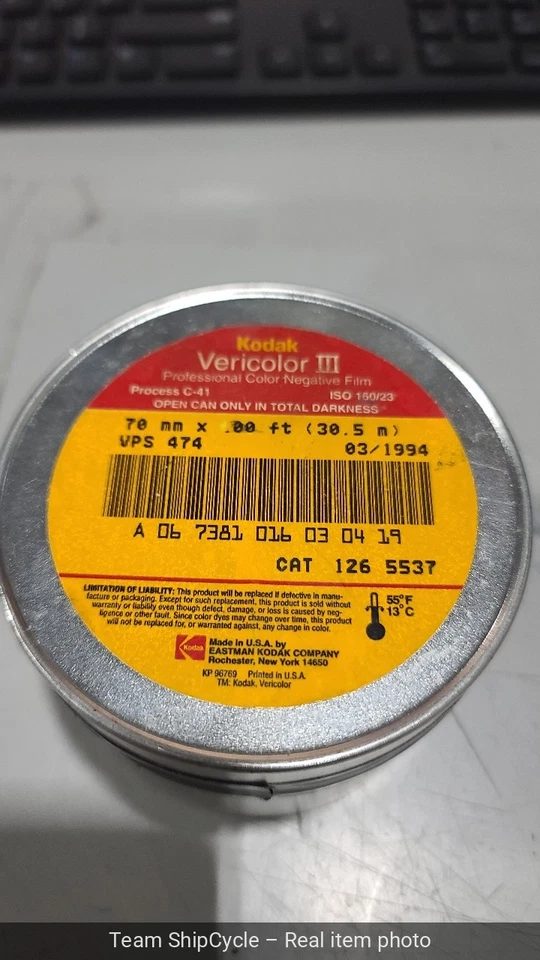 Kodak
Vericolor III
Professional Color Negative Film
Process C-41 ISO 160/23°
OPEN CAN ONLY IN TOTAL DARKNESS
70 mm x 00 ft (30.5 m)
VPS 474 03/1994
A 06 7381 016 03 04 19
CAT 126 5537
LIMITATION OF LIABILITY: This product will be replaced if defective in manu-
facture or packaging. Except for such replacement, this product is sold without
warranty or liability even though defect, damage, or loss is caused by neg-
ligence or other fault. Since color dyes may change over time, this product
will not be replaced for, or warranted against, any change in color.
55°F
13°C
Kodak
Made in U.S.A. by
EASTMAN KODAK COMPANY
Rochester, New York 14650
KP 96769 Printed in U.S.A.
TM: Kodak, Vericolor
Team ShipCycle – Real item photo